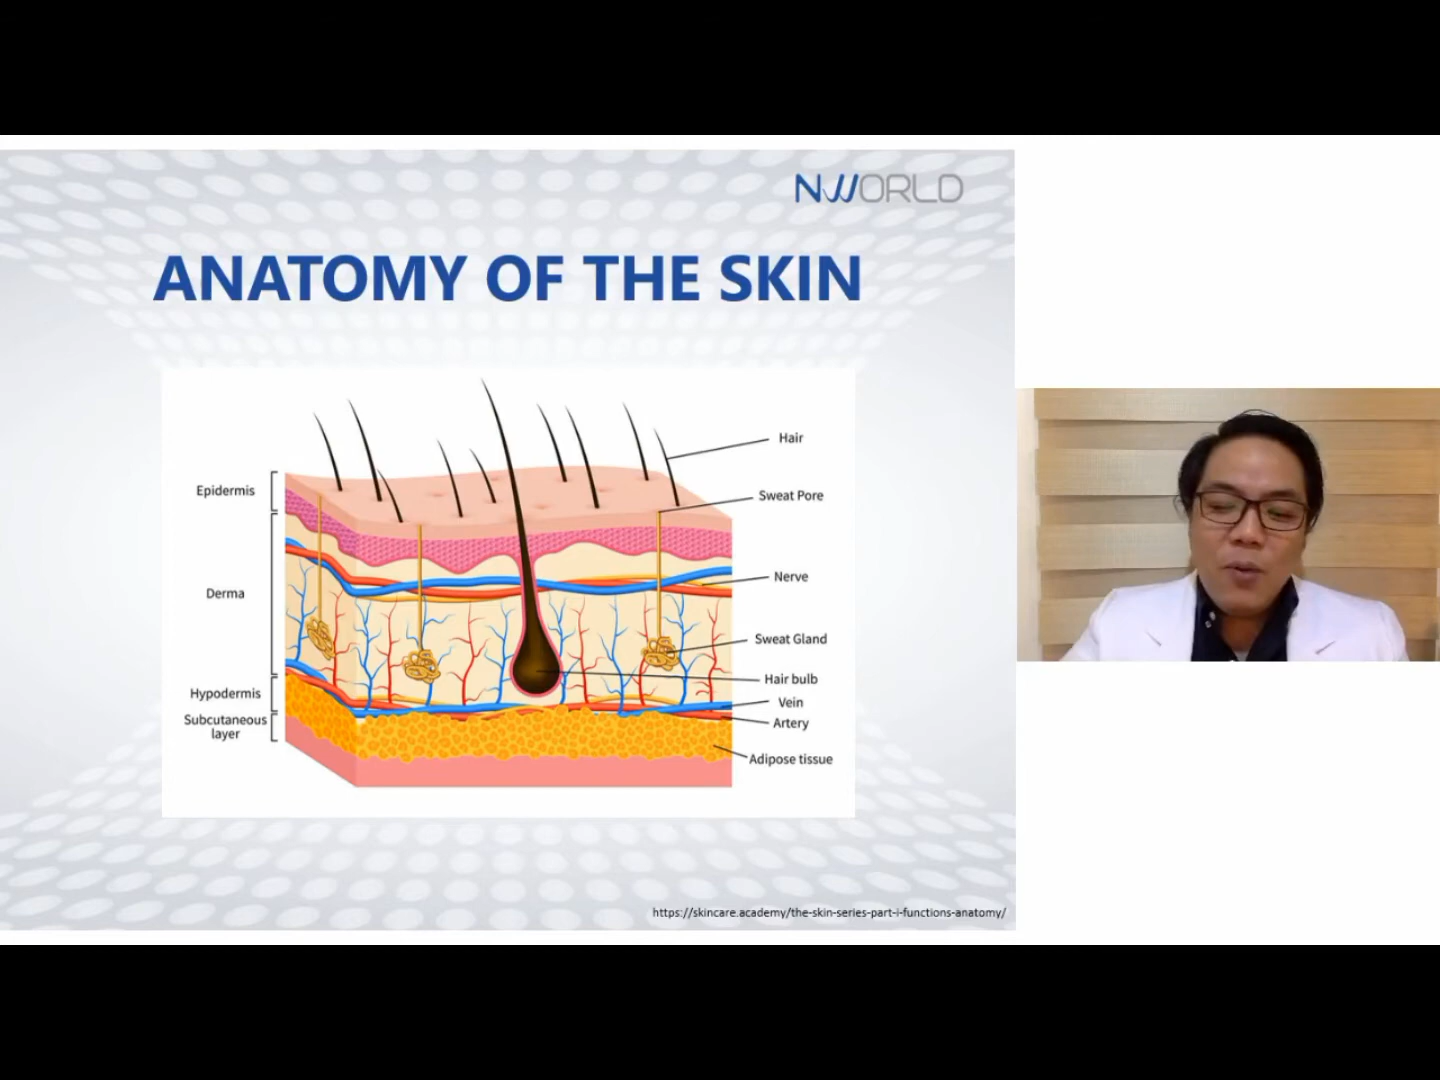 NWORLD
ANATOMY OF THE SKIN
Hair
Epidermis
Sweat Pore
Nerve
Derma
Sweat Gland
Hair bulb
Hypodermis
Vein
Subcutaneous
layer
Artery
Adipose tissue
https://skincare.academy/the-skin-series-part-i-functions-anatomy/